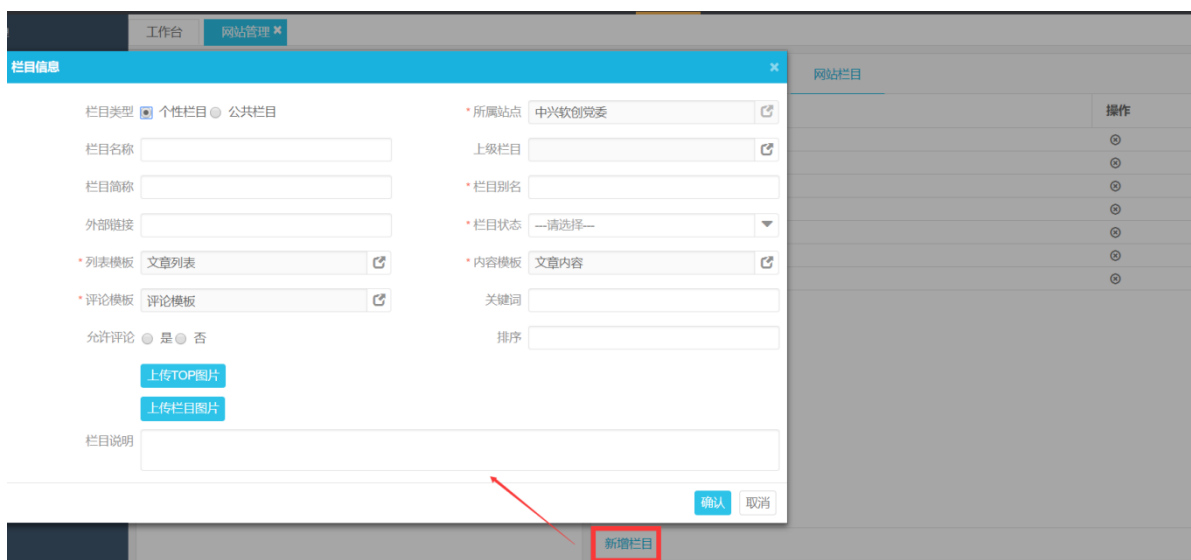 工作台 网站管理 ×
栏目信息 ×
网站栏目
操作
栏目类型 个性栏目 公共栏目 * 所属站点 中兴软创党委
栏目名称 上级栏目
栏目简称 * 栏目别名
外部链接 * 栏目状态 ---请选择---
* 列表模板 文章列表 * 内容模板 文章内容
* 评论模板 评论模板 关键词
允许评论 是 否 排序
上传TOP图片
上传栏目图片
栏目说明
确认 取消
新增栏目